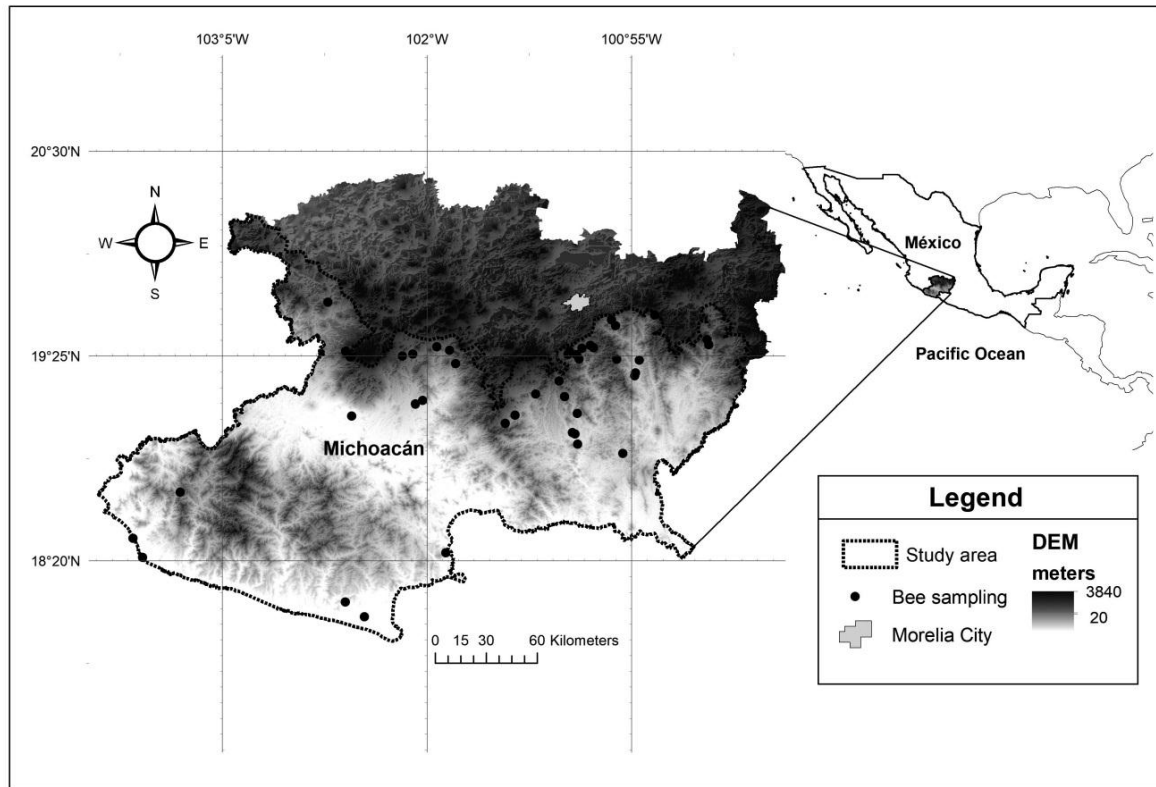 103°5'W
102°W
100°55'W
20°30'N
N
W
E
S
México
19°25'N
Pacific Ocean
Michoacán
18°20'N
0 15 30 60 Kilometers
Legend
Study area
Bee sampling
Morelia City
DEM
meters
3840
20